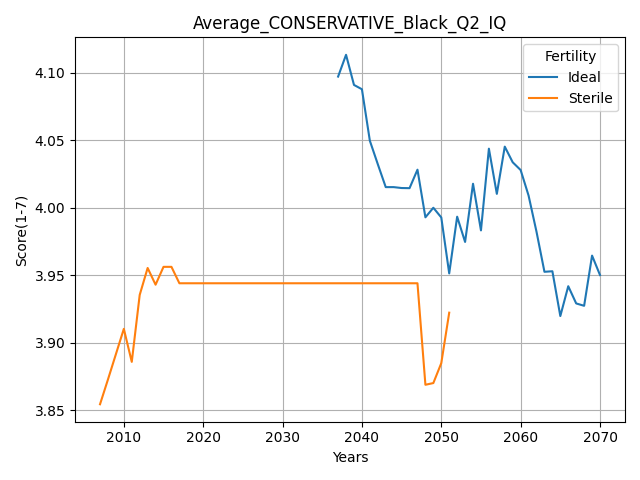 Average_CONSERVATIVE_Black_Q2_IQ
Fertility
Ideal
Sterile
Score(1-7)
4.10
4.05
4.00
3.95
3.90
3.85
2010 2020 2030 2040 2050 2060 2070
Years